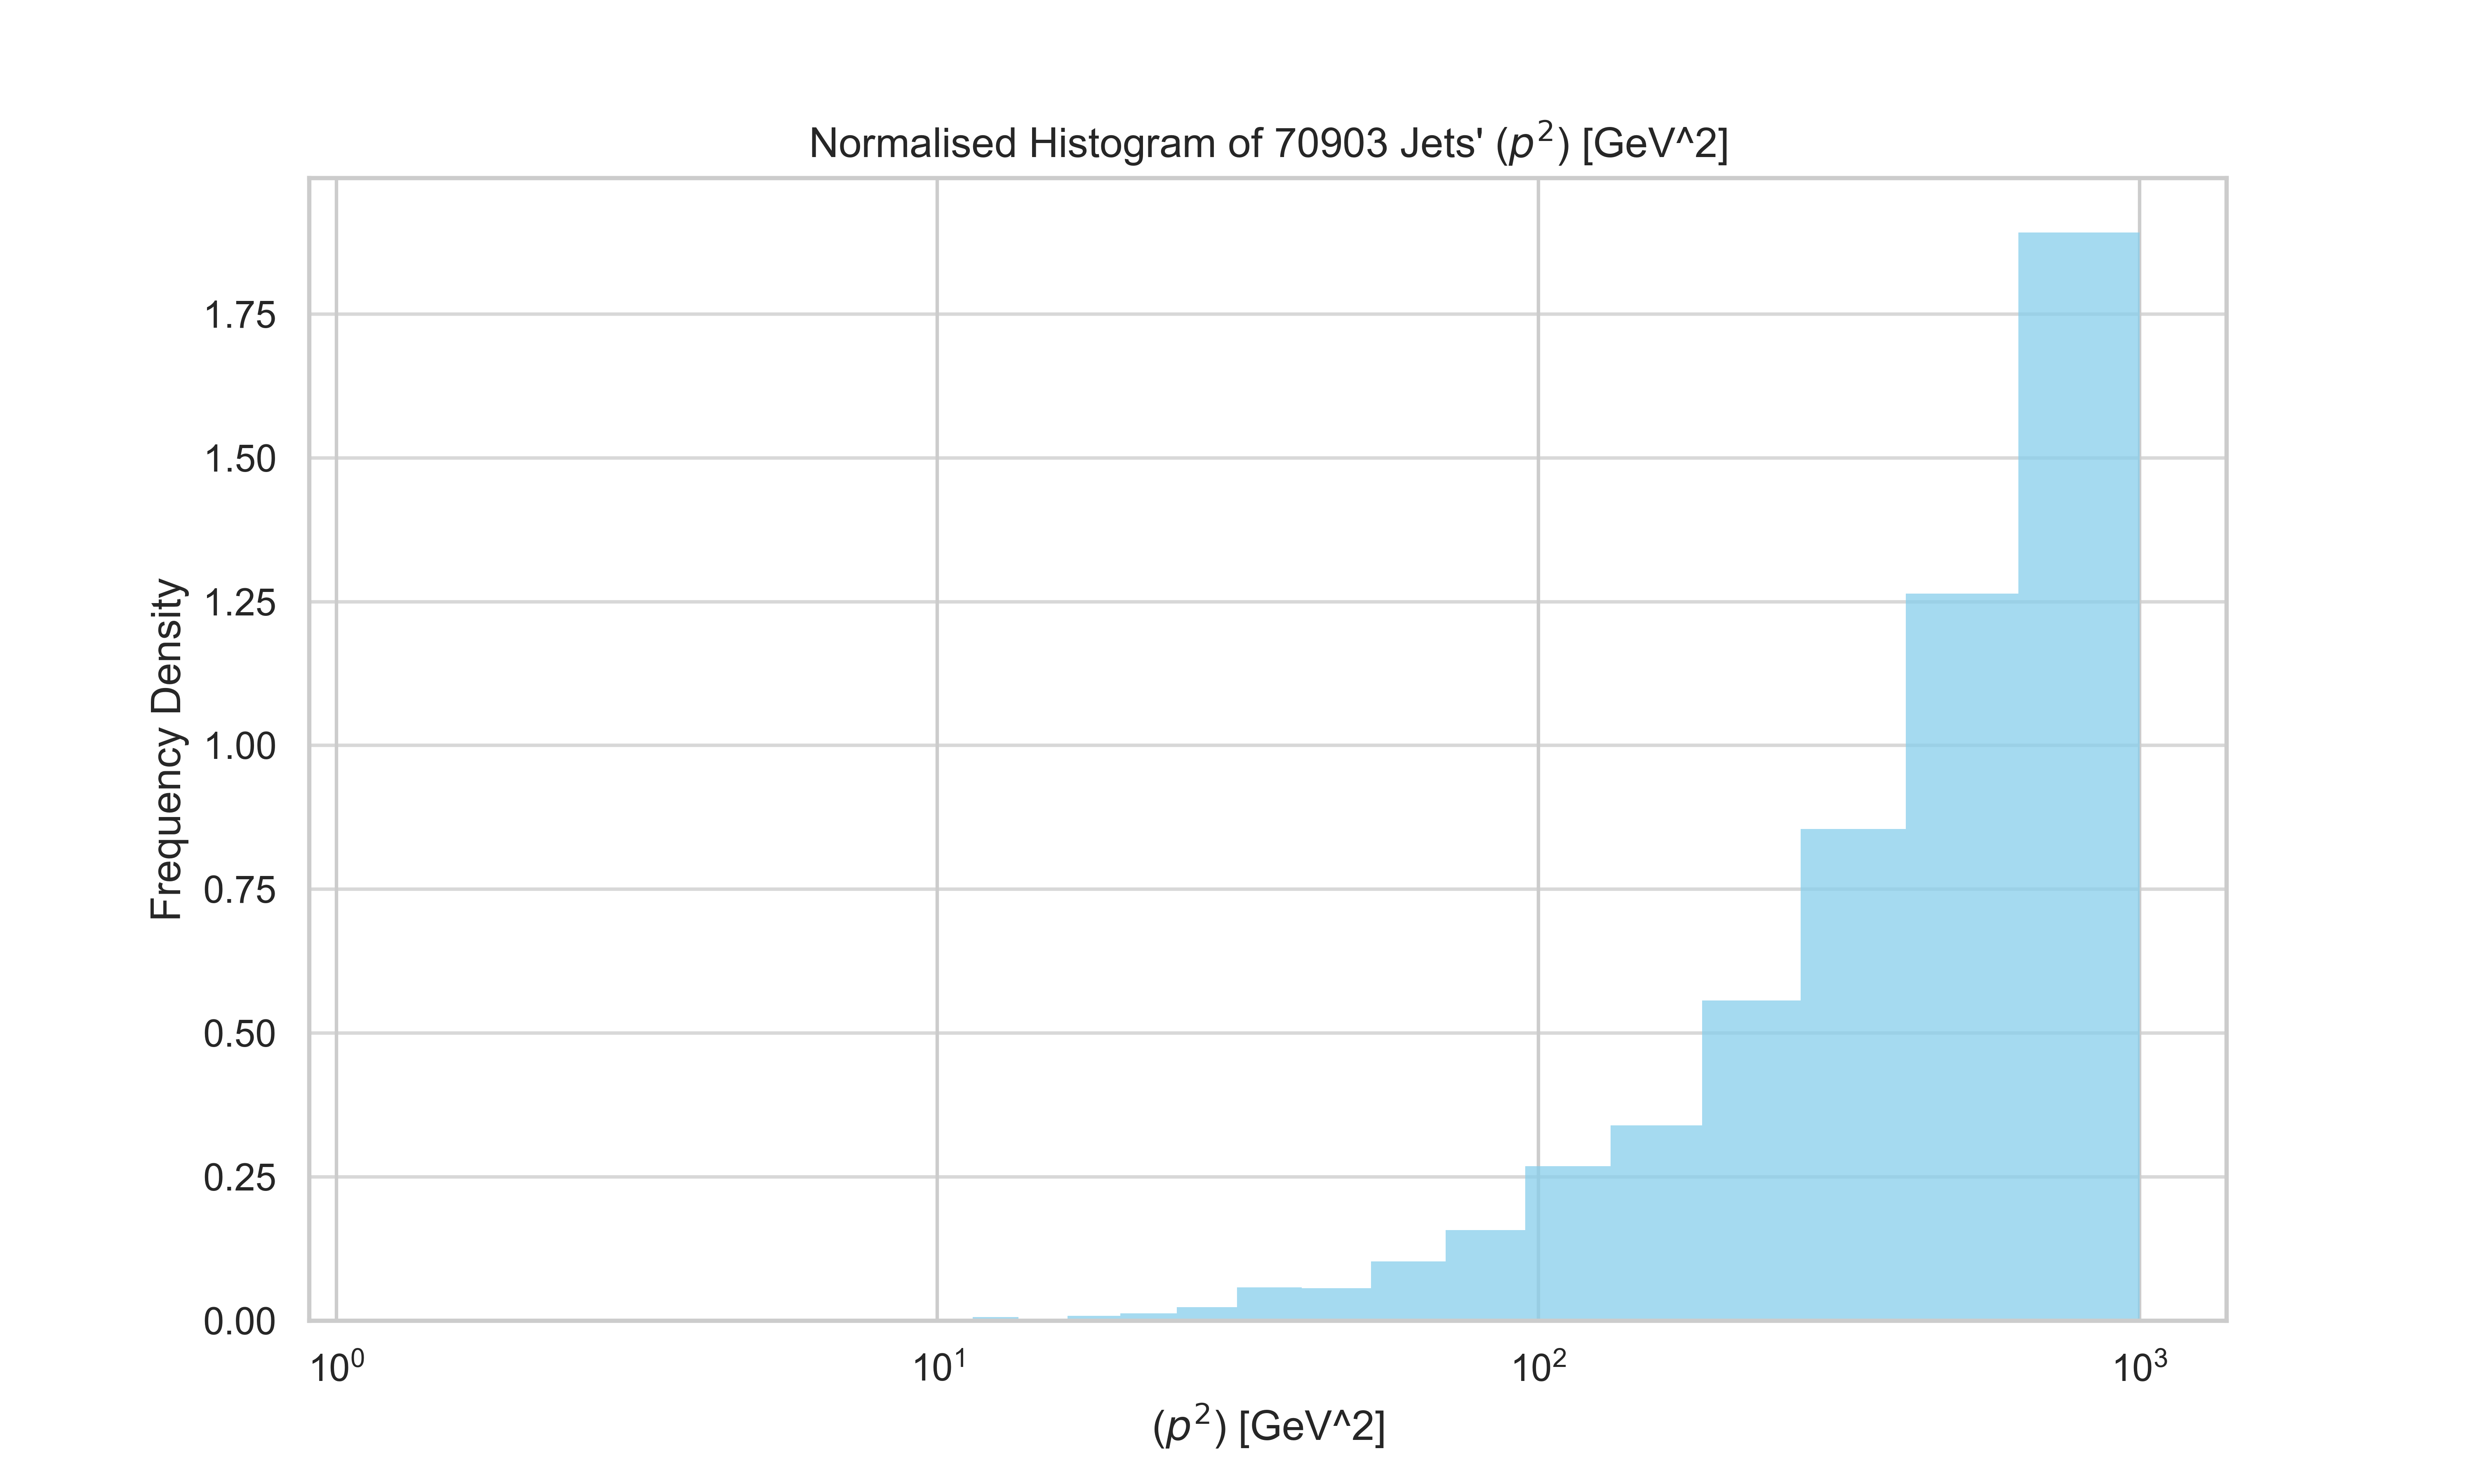 Normalised Histogram of 70903 Jets' (p²) [GeV^2]
1.75
1.50
1.25
1.00
0.75
0.50
0.25
0.00
Frequency Density
10⁰ 10¹ 10² 10³
(p²) [GeV^2]